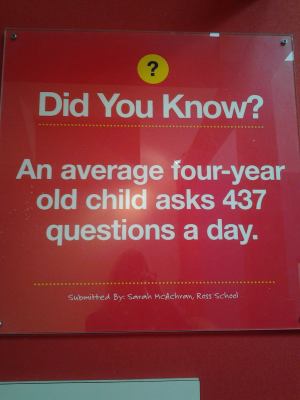 ?
Did You Know?
An average four-year
old child asks 437
questions a day.
Submitted By: Sarah McAchran, Ross School